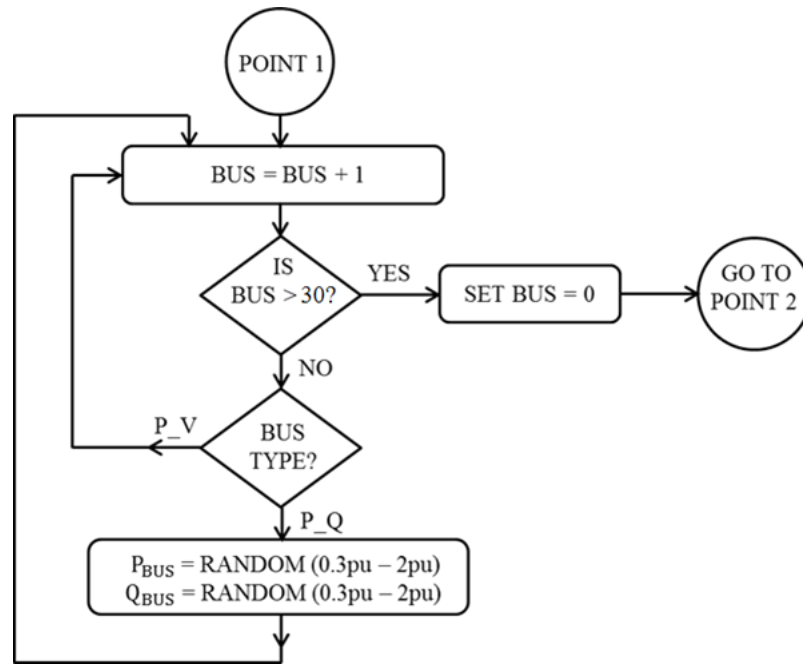 POINT 1
BUS = BUS + 1
IS
BUS > 30?
YES
SET BUS = 0
GO TO
POINT 2
NO
P_V
BUS
TYPE?
P_Q
P_BUS = RANDOM (0.3pu – 2pu)
Q_BUS = RANDOM (0.3pu – 2pu)